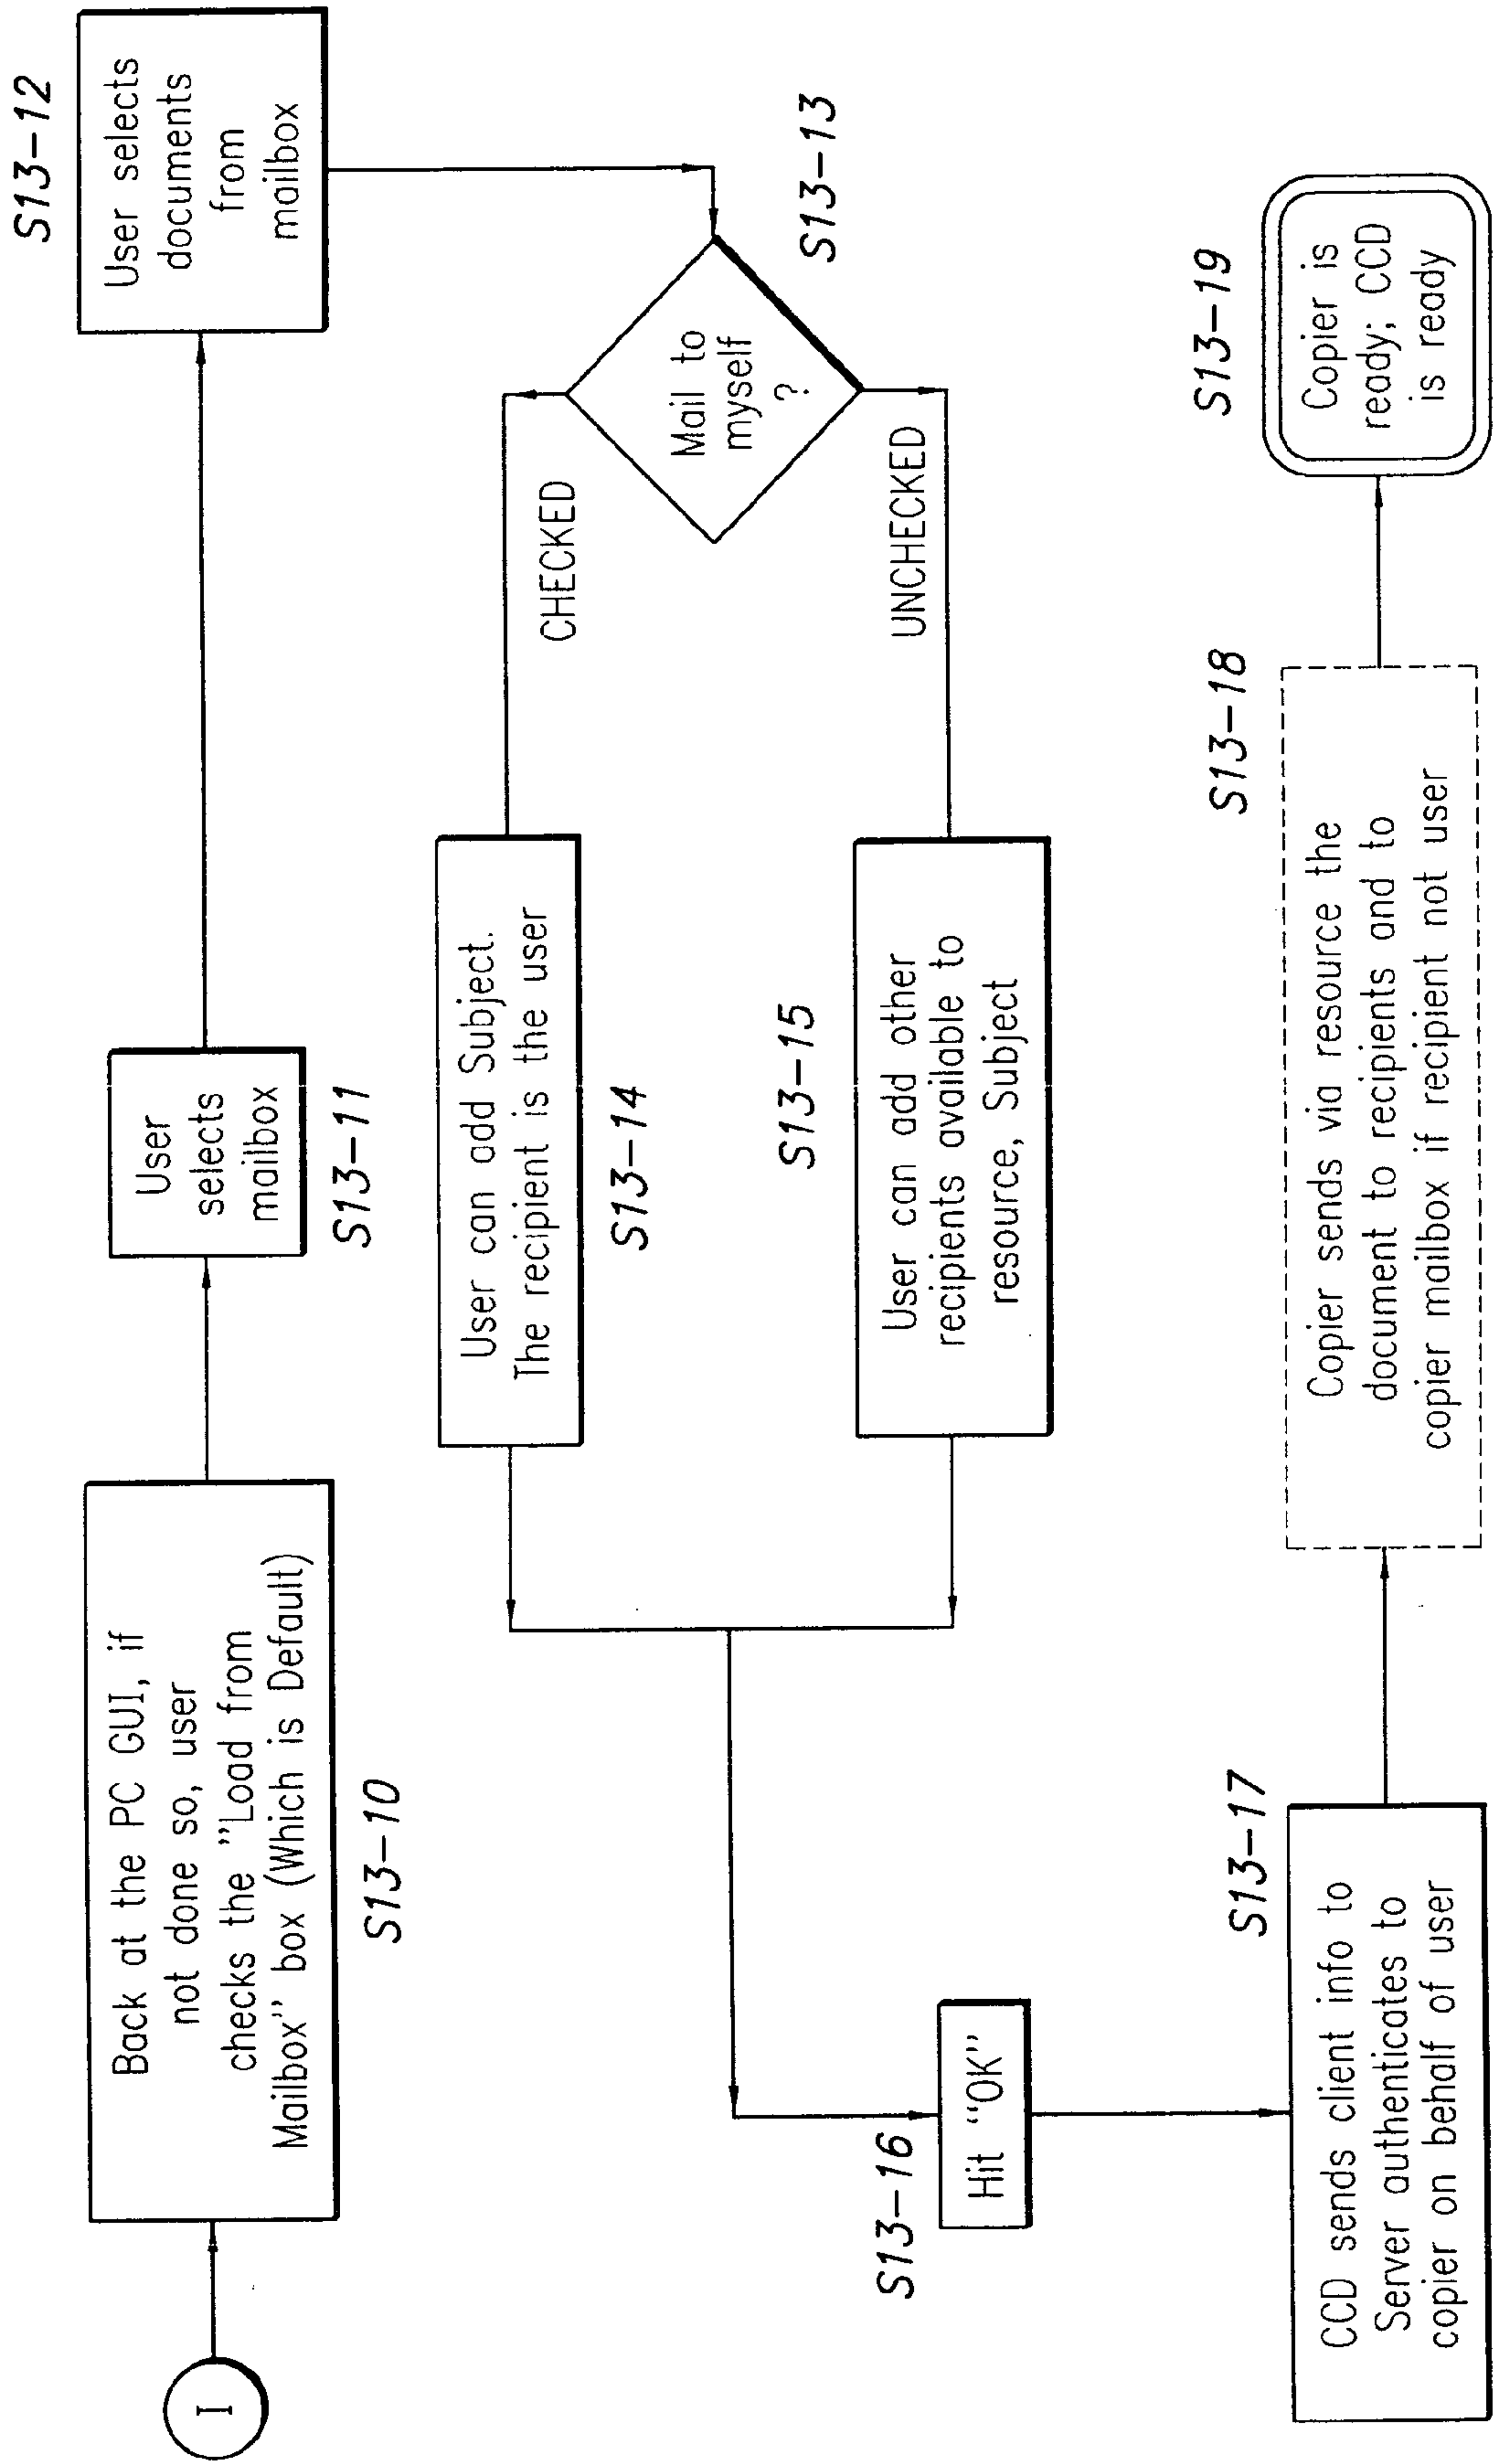 I
Back at the PC GUI, if
not done so, user
checks the "Load from
Mailbox" box (Which is Default)
S13-10
User
selects
mailbox
S13-11
S13-12
User selects
documents
from
mailbox
Mail to
myself
?
S13-13
CHECKED
UNCHECKED
User can add Subject.
The recipient is the user
S13-14
S13-15
User can add other
recipients available to
resource, Subject
S13-16
Hit "OK"
S13-17
CCD sends client info to
Server authenticates to
copier on behalf of user
S13-18
Copier sends via resource the
document to recipients and to
copier mailbox if recipient not user
S13-19
Copier is
ready; CCD
is ready